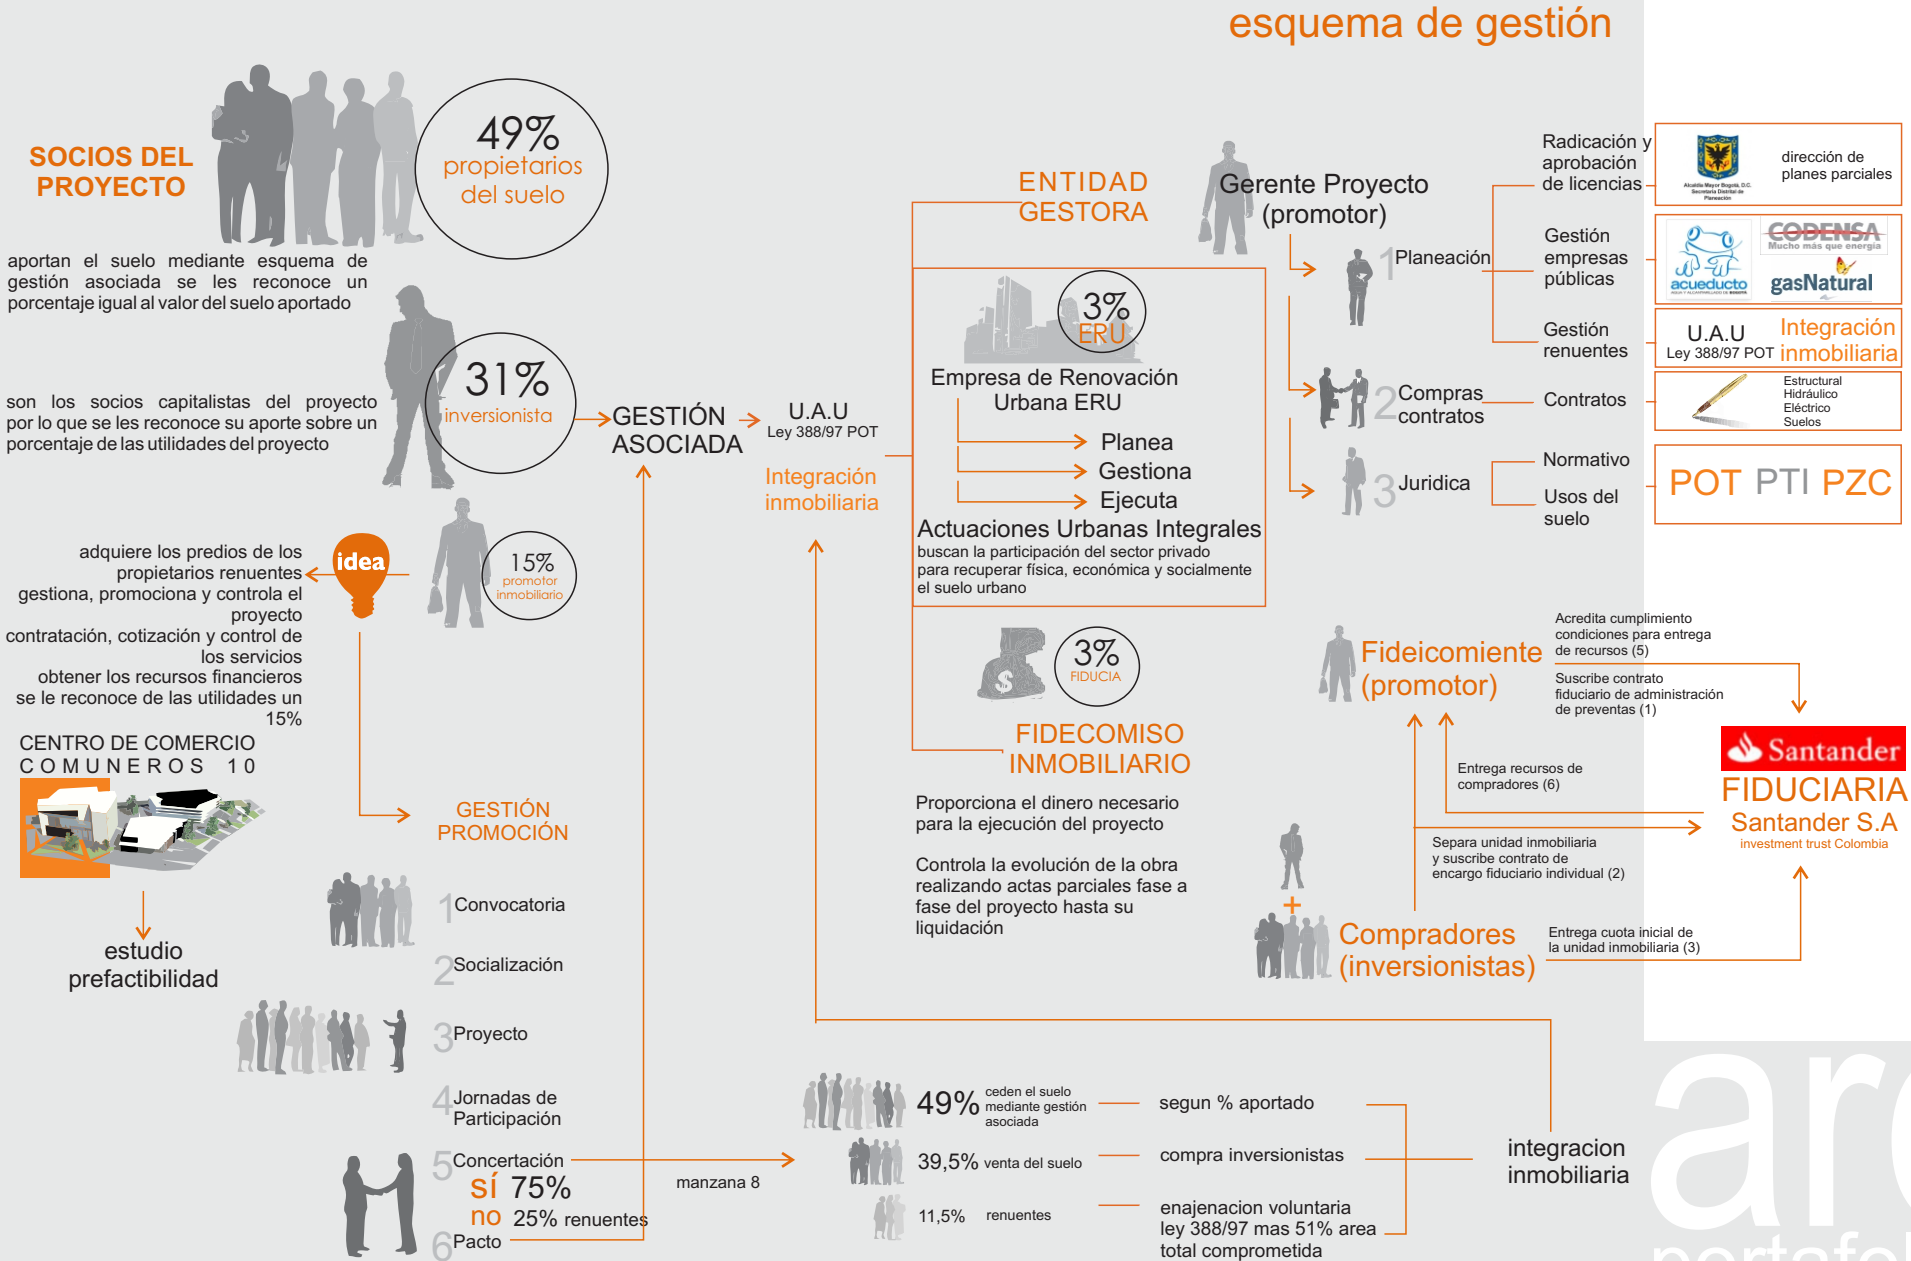 esquema de gestión
SOCIOS DEL
PROYECTO
49%
propietarios
del suelo
aportan el suelo mediante esquema de
gestión asociada se les reconoce un
porcentaje igual al valor del suelo aportado
31%
inversionista
son los socios capitalistas del proyecto
por lo que se les reconoce su aporte sobre un
porcentaje de las utilidades del proyecto
15%
promotor
inmobiliario
idea
adquiere los predios de los
propietarios renuentes
gestiona, promociona y controla el
proyecto
contratación, cotización y control de
los servicios
obtener los recursos financieros
se le reconoce de las utilidades un
15%
CENTRO DE COMERCIO
COMUNEROS 10
estudio
prefactibilidad
GESTIÓN
PROMOCIÓN
1 Convocatoria
2 Socialización
3 Proyecto
4 Jornadas de
Participación
5 Concertación
sí 75%
no 25% renuentes
6 Pacto
manzana 8
GESTIÓN
ASOCIADA
U.A.U
Ley 388/97 POT
Integración
inmobiliaria
ENTIDAD
GESTORA
3%
ERU
Empresa de Renovación
Urbana ERU
Planea
Gestiona
Ejecuta
Actuaciones Urbanas Integrales
buscan la participación del sector privado
para recuperar física, económica y socialmente
el suelo urbano
$
3%
FIDUCIA
FIDECOMISO
INMOBILIARIO
Proporciona el dinero necesario
para la ejecución del proyecto
Controla la evolución de la obra
realizando actas parciales fase a
fase del proyecto hasta su
liquidación
49% ceden el suelo
mediante gestión
asociada
segun % aportado
39,5% venta del suelo
compra inversionistas
11,5% renuentes
enajenacion voluntaria
ley 388/97 mas 51% area
total comprometida
integracion
inmobiliaria
Gerente Proyecto
(promotor)
1 Planeación
2 Compras
contratos
3 Juridica
Radicación y
aprobación
de licencias
Gestión
empresas
públicas
Gestión
renuentes
Contratos
Normativo
Usos del
suelo
Alcaldía Mayor Bogotá, D.C.
Secretaría Distrital de
Planeación
dirección de
planes parciales
acueducto
AGUA Y ALCANTARILLADO DE BOGOTÁ
CODENSA
Mucho más que energía
gasNatural
U.A.U
Ley 388/97 POT
Integración
inmobiliaria
Estructural
Hidráulico
Eléctrico
Suelos
POT PTI PZC
Fideicomiente
(promotor)
Acredita cumplimiento
condiciones para entrega
de recursos (5)
Suscribe contrato
fiduciario de administración
de preventas (1)
Entrega recursos de
compradores (6)
Separa unidad inmobiliaria
y suscribe contrato de
encargo fiduciario individual (2)
+
Compradores
(inversionistas)
Entrega cuota inicial de
la unidad inmobiliaria (3)
Santander
FIDUCIARIA
Santander S.A
investment trust Colombia